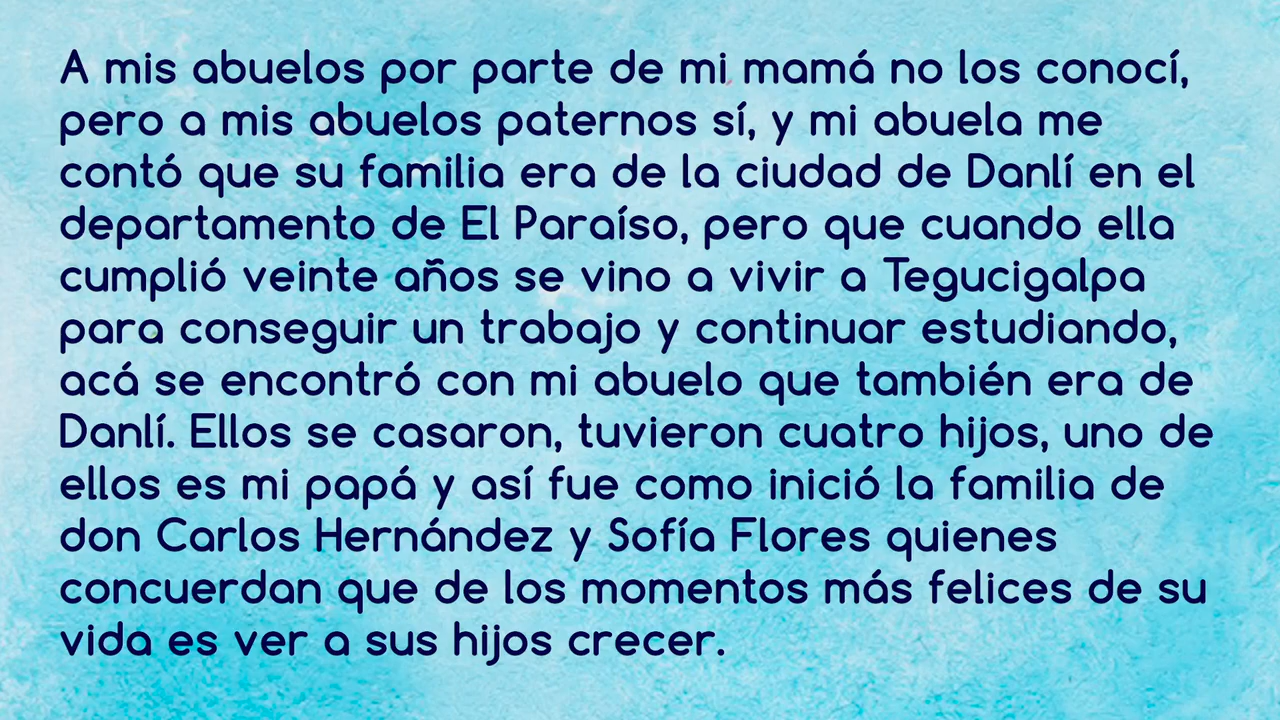 A mis abuelos por parte de mi mamá no los conocí,
pero a mis abuelos paternos sí, y mi abuela me
contó que su familia era de la ciudad de Danlí en el
departamento de El Paraíso, pero que cuando ella
cumplió veinte años se vino a vivir a Tegucigalpa
para conseguir un trabajo y continuar estudiando,
acá se encontró con mi abuelo que también era de
Danlí. Ellos se casaron, tuvieron cuatro hijos, uno de
ellos es mi papá y así fue como inició la familia de
don Carlos Hernández y Sofía Flores quienes
concuerdan que de los momentos más felices de su
vida es ver a sus hijos crecer.